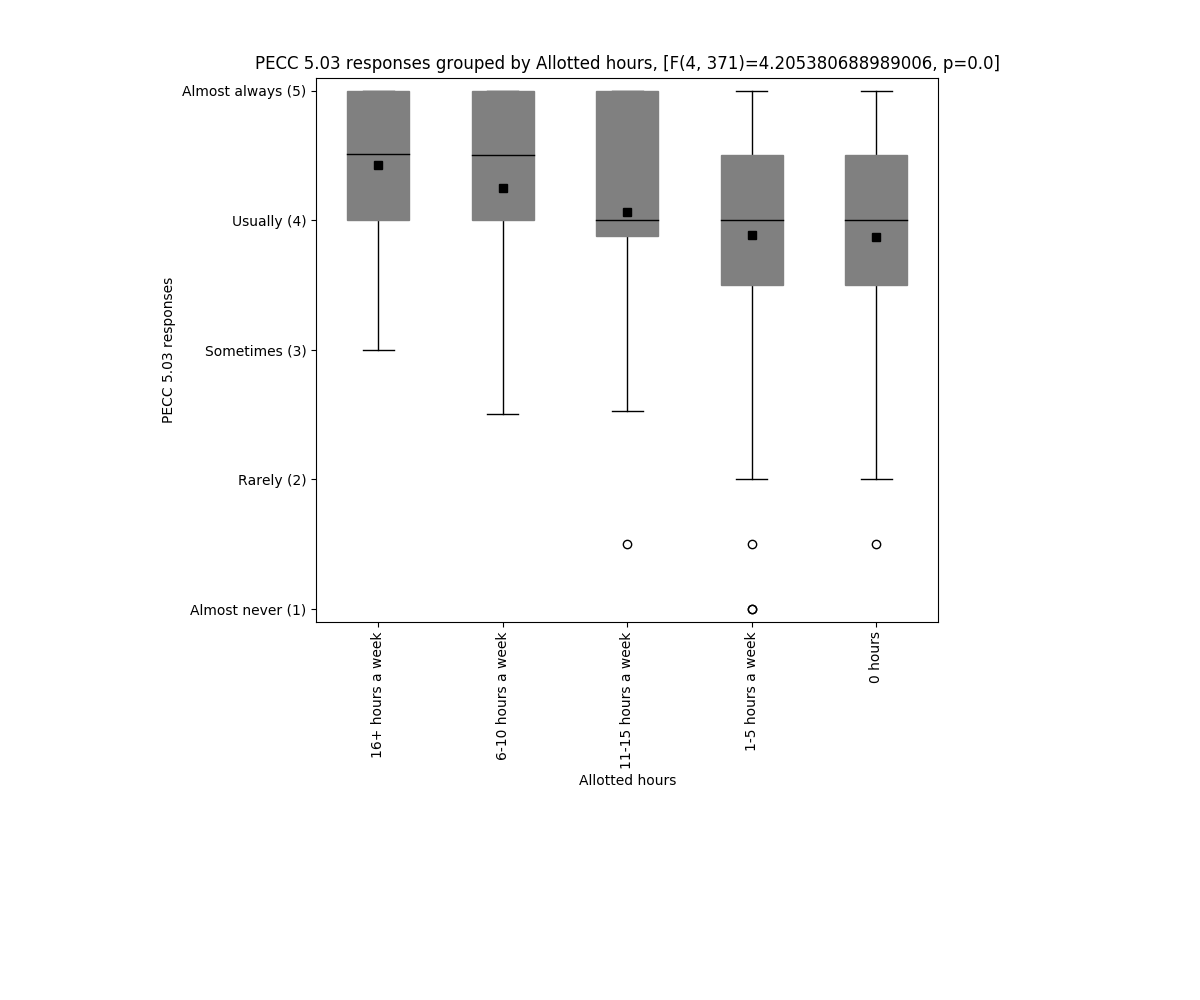 PECC 5.03 responses grouped by Allotted hours, [F(4, 371)=4.205380688989006, p=0.0]
Almost always (5)
Usually (4)
Sometimes (3)
Rarely (2)
Almost never (1)
PECC 5.03 responses
16+ hours a week
6-10 hours a week
11-15 hours a week
1-5 hours a week
0 hours
Allotted hours